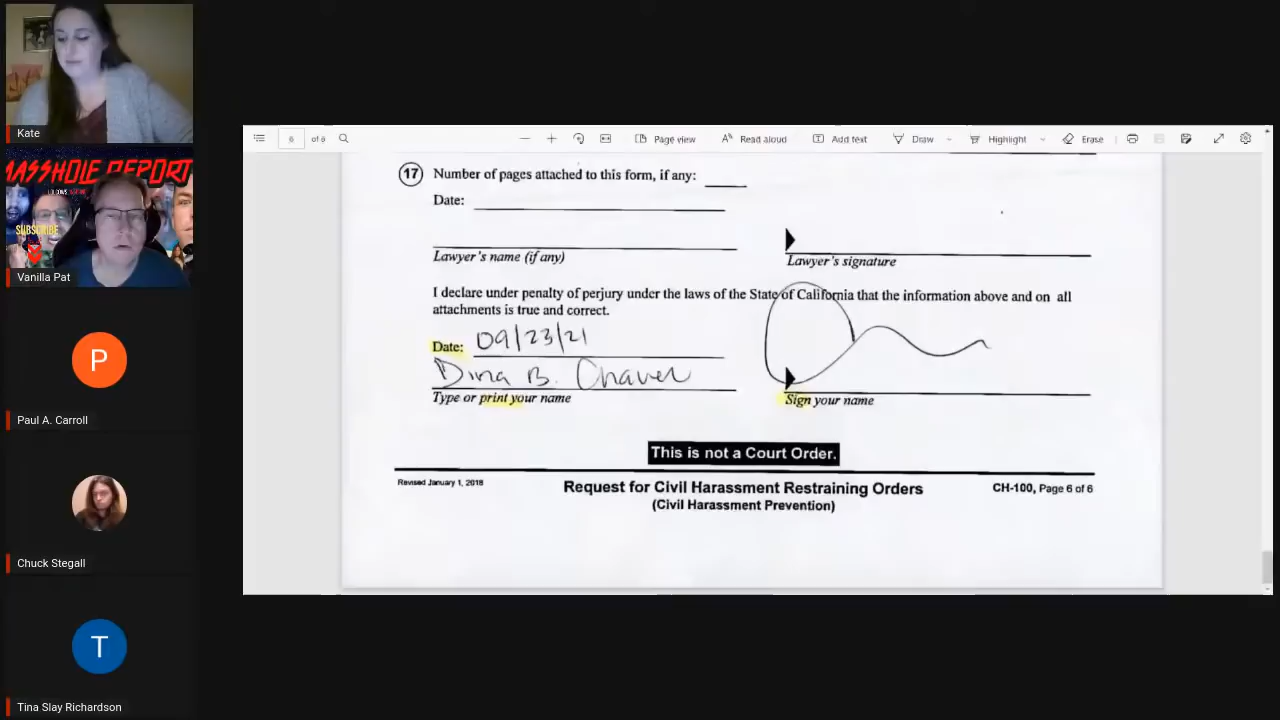 Kate
MASSHOLE REPORT
SUBSCRIBE
Vanilla Pat
P
Paul A. Carroll
Chuck Stegall
T
Tina Slay Richardson
6 of 6
Page view
Read aloud
Add text
Draw
Highlight
Erase
17 Number of pages attached to this form, if any:
Date:
Lawyer's name (if any)
Lawyer's signature
I declare under penalty of perjury under the laws of the State of California that the information above and on all
attachments is true and correct.
Date: 09/23/21
Dina B. Chavez
Type or print your name
Sign your name
This is not a Court Order.
Revised January 1, 2018
Request for Civil Harassment Restraining Orders
CH-100, Page 6 of 6
(Civil Harassment Prevention)